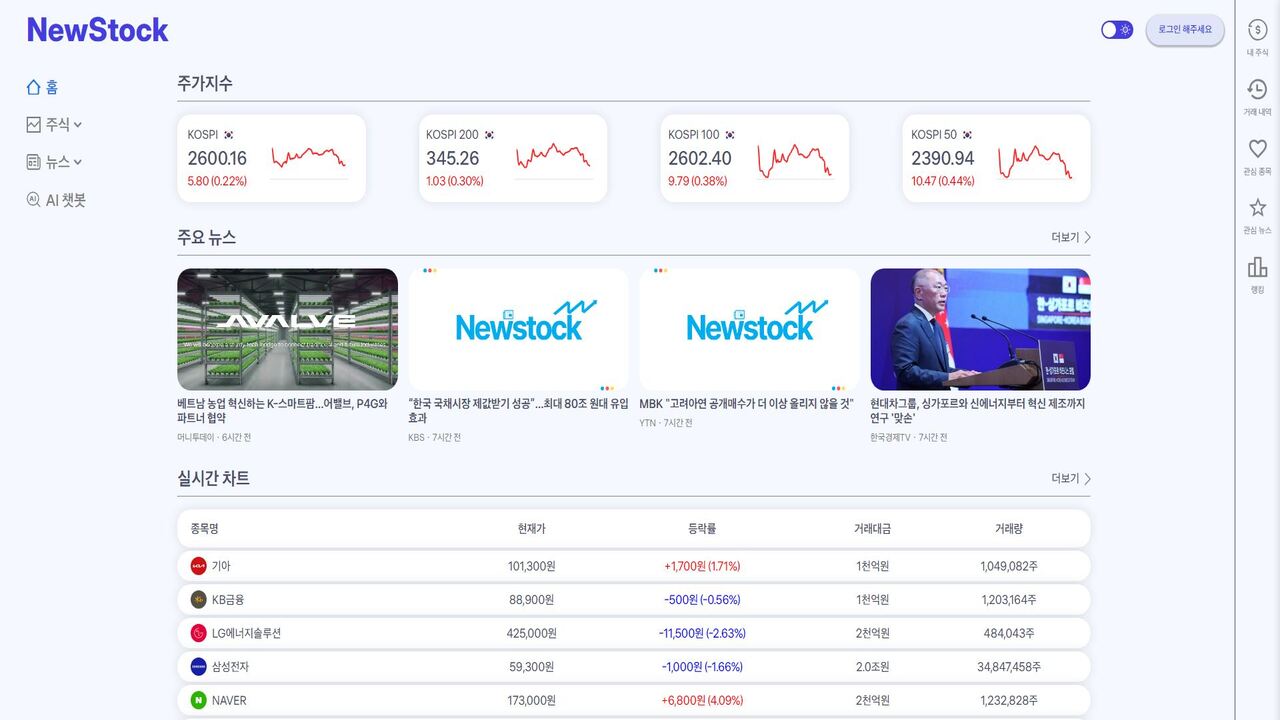 NewStock
로그인 해주세요
홈
주식
뉴스
AI 챗봇
내 주식
거래 내역
관심 종목
관심 뉴스
랭킹
주가지수
KOSPI
2600.16
5.80 (0.22%)
KOSPI 200
345.26
1.03 (0.30%)
KOSPI 100
2602.40
9.79 (0.38%)
KOSPI 50
2390.94
10.47 (0.44%)
주요 뉴스
더보기
AVALVE
Newstock
Newstock
한-싱가포르 비즈
SINGAPORE-KOREA BUSIN
베트남 농업 혁신하는 K-스마트팜...어밸브, P4G와
파트너 협약
머니투데이 · 6시간 전
"한국 국채시장 제값받기 성공"...최대 80조 원대 유입
효과
KBS · 7시간 전
MBK "고려아연 공개매수가 더 이상 올리지 않을 것"
YTN · 7시간 전
현대차그룹, 싱가포르와 신에너지부터 혁신 제조까지
연구 '맞손'
한국경제TV · 7시간 전
실시간 차트
더보기
종목명 현재가 등락률 거래대금 거래량
기아 101,300원 +1,700원 (1.71%) 1천억원 1,049,082주
KB금융 88,900원 -500원 (-0.56%) 1천억원 1,203,164주
LG에너지솔루션 425,000원 -11,500원 (-2.63%) 2천억원 484,043주
삼성전자 59,300원 -1,000원 (-1.66%) 2.0조원 34,847,458주
NAVER 173,000원 +6,800원 (4.09%) 2천억원 1,232,828주